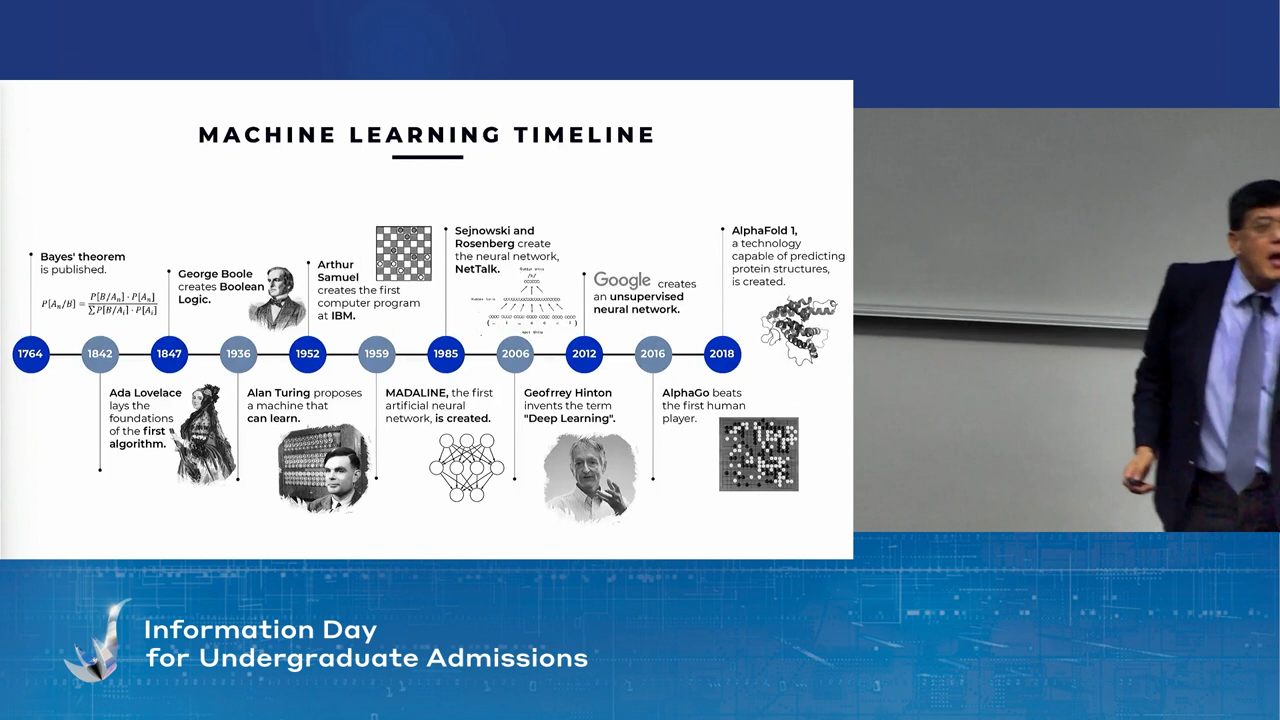 MACHINE LEARNING TIMELINE
Bayes' theorem
is published.
P[Aₙ/B] = P[B/Aₙ] · P[Aₙ] / ∑ P[B/Aᵢ] · P[Aᵢ]
George Boole
creates Boolean
Logic.
Arthur
Samuel
creates the first
computer program
at IBM.
Sejnowski and
Rosenberg create
the neural network,
NetTalk.
Google creates
an unsupervised
neural network.
AlphaFold 1,
a technology
capable of predicting
protein structures,
is created.
1764
1842
1847
1936
1952
1959
1985
2006
2012
2016
2018
Ada Lovelace
lays the
foundations
of the first
algorithm.
Alan Turing proposes
a machine that
can learn.
MADALINE, the first
artificial neural
network, is created.
Geofrrey Hinton
invents the term
"Deep Learning".
AlphaGo beats
the first human
player.
Information Day
for Undergraduate Admissions